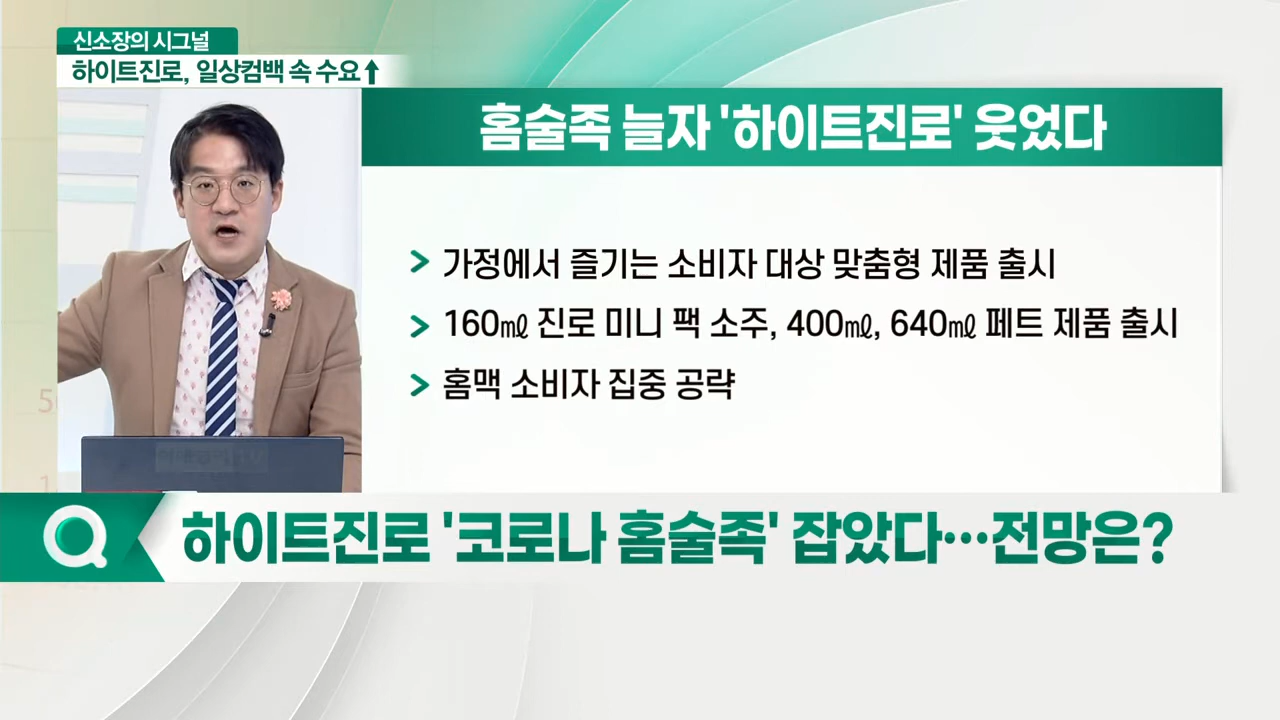 신소장의 시그널
하이트진로, 일상컴백 속 수요↑
홈술족 늘자 '하이트진로' 웃었다
> 가정에서 즐기는 소비자 대상 맞춤형 제품 출시
> 160㎖ 진로 미니 팩 소주, 400㎖, 640㎖ 페트 제품 출시
> 홈맥 소비자 집중 공략
하이트진로 '코로나 홈술족' 잡았다…전망은?